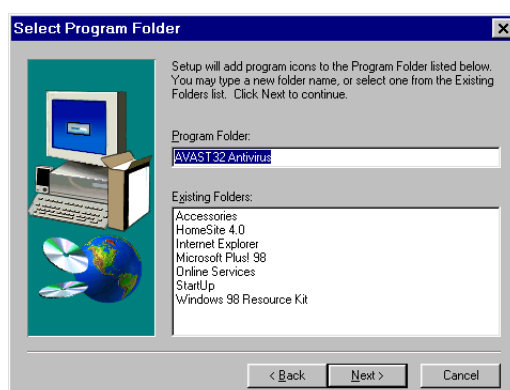 Select Program Folder
Setup will add program icons to the Program Folder listed below.
You may type a new folder name, or select one from the Existing
Folders list. Click Next to continue.
Program Folder:
AVAST32 Antivirus
Existing Folders:
Accessories
HomeSite 4.0
Internet Explorer
Microsoft Plus! 98
Online Services
StartUp
Windows 98 Resource Kit
< Back
Next >
Cancel